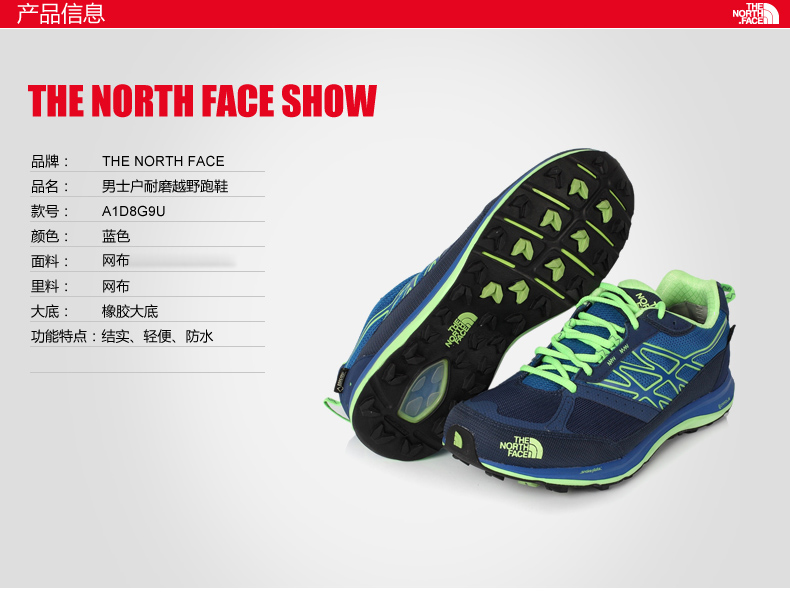 产品信息
THE
NORTH
FACE
THE NORTH FACE SHOW
品牌： THE NORTH FACE
品名： 男士户耐磨越野跑鞋
款号： A1D8G9U
颜色： 蓝色
面料： 网布
里料： 网布
大底： 橡胶大底
功能特点：结实、轻便、防水
THE
NORTH
FACE
THE
NORTH
FACE